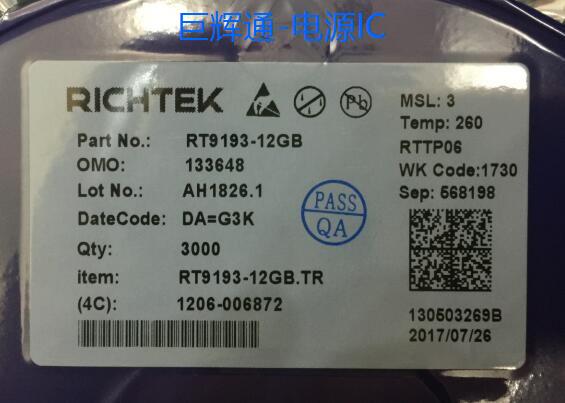 巨辉通-电源IC
RICHTEK
Pb
MSL: 3
Temp: 260
Part No.: RT9193-12GB
RTTP06
OMO: 133648
WK Code:1730
Lot No.: AH1826.1
Sep: 568198
PASS
QA
DateCode: DA=G3K
Qty: 3000
item: RT9193-12GB.TR
(4C): 1206-006872
130503269B
2017/07/26